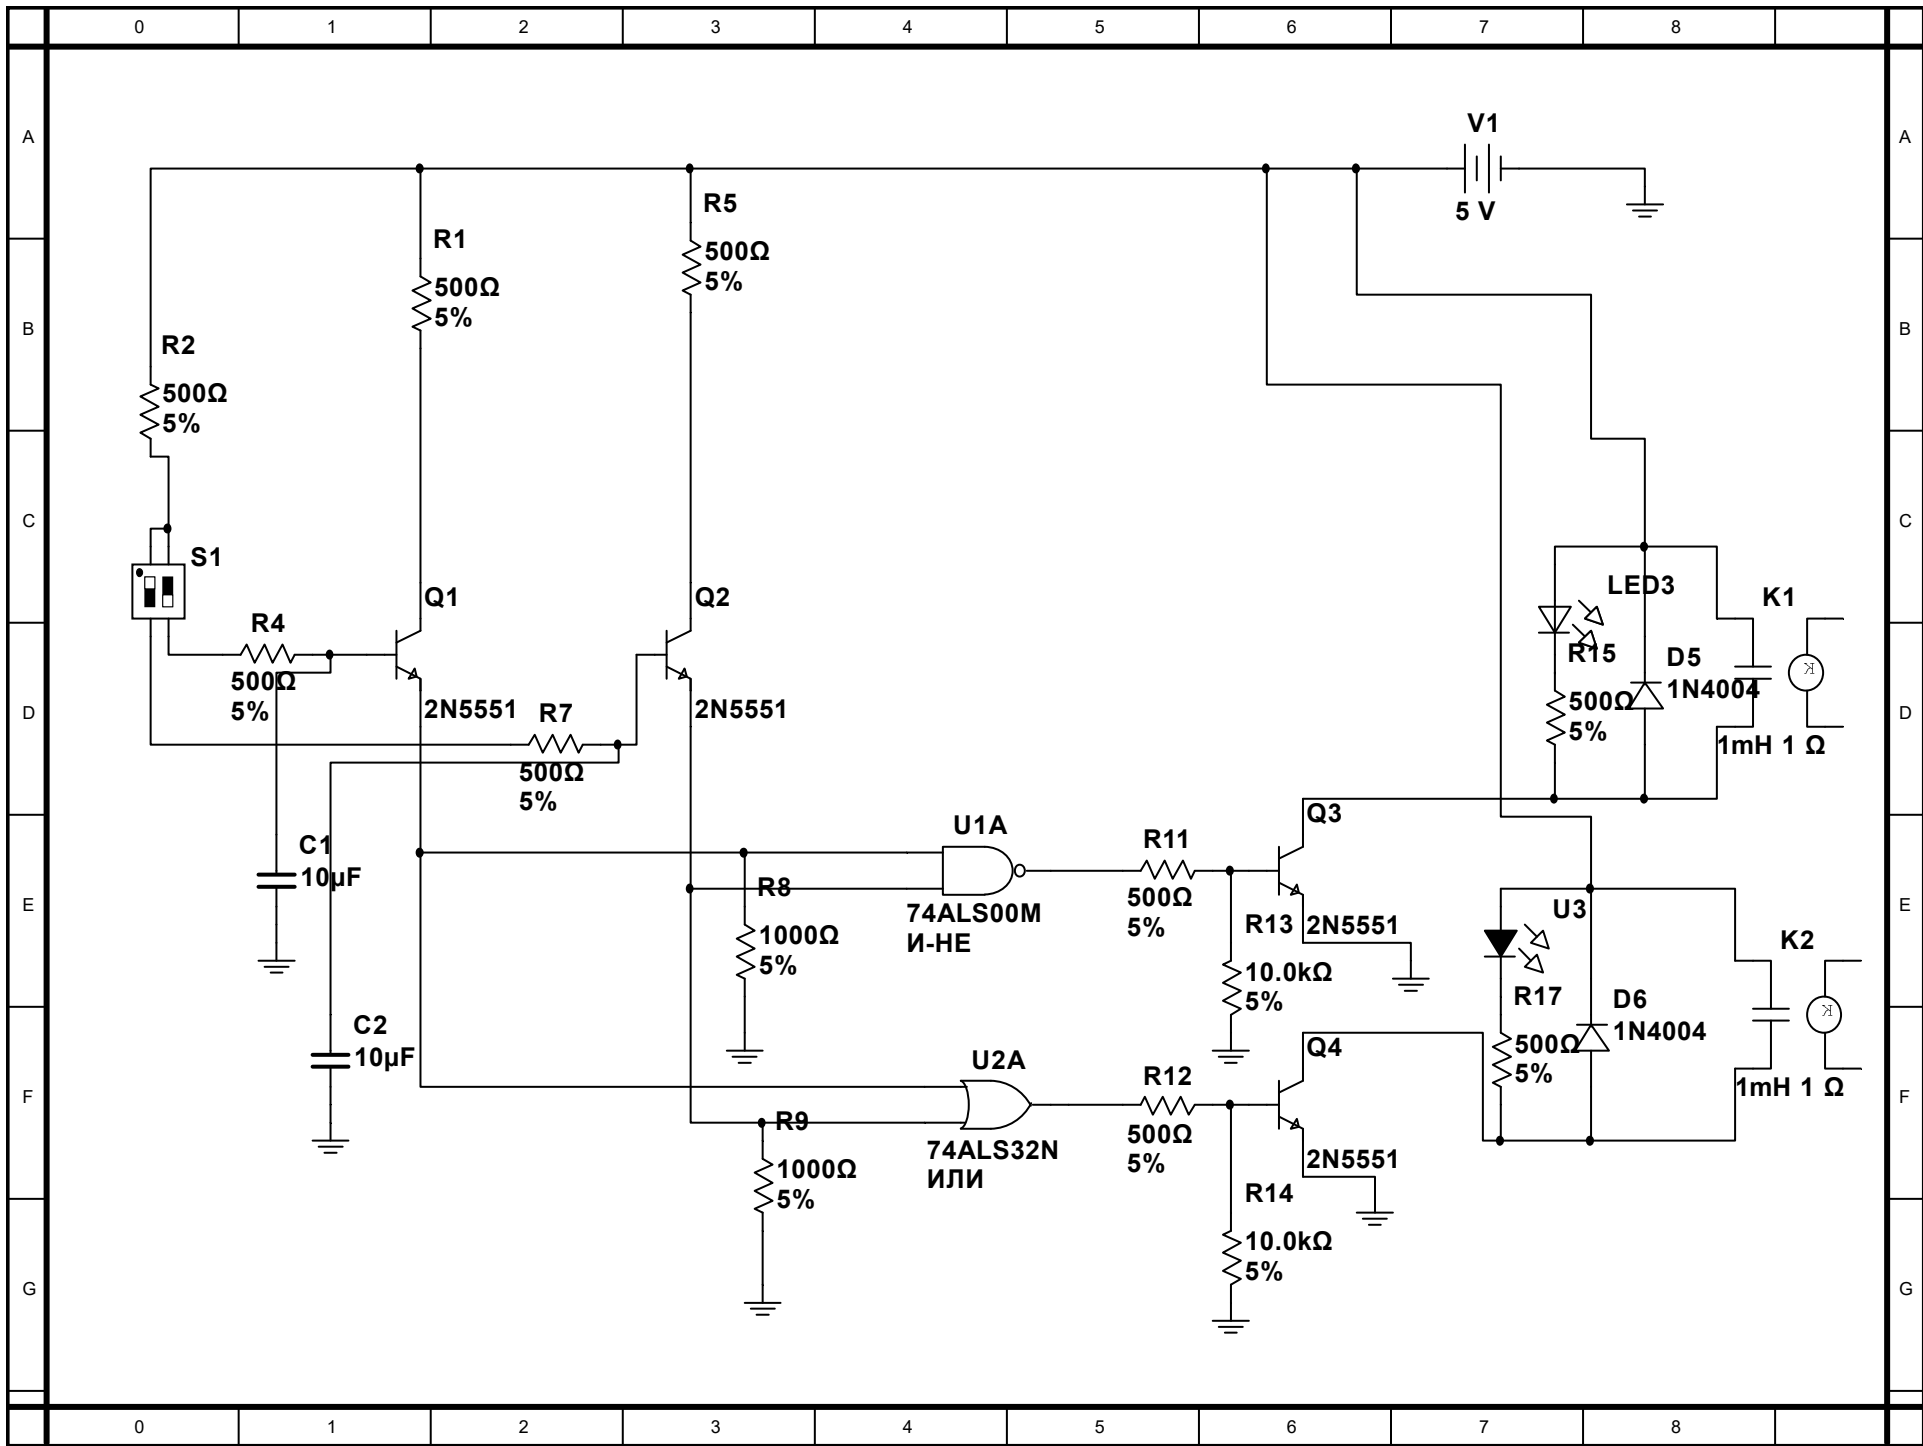 0 1 2 3 4 5 6 7 8
A A
V1
5 V
R5
500Ω
5%
R1
500Ω
5%
B B
R2
500Ω
5%
C C
S1
Q1
Q2
LED3
K1
R4
500Ω
5%
2N5551
2N5551
R7
500Ω
5%
R15
500Ω
5%
D5
1N4004
K
1mH 1 Ω
D D
Q3
U1A
74ALS00M
И-НЕ
R11
500Ω
5%
C1
10µF
R8
1000Ω
5%
E E
R13
10.0kΩ
5%
2N5551
U3
K2
R17
500Ω
5%
D6
1N4004
K
1mH 1 Ω
C2
10µF
U2A
74ALS32N
ИЛИ
Q4
R12
500Ω
5%
F F
R9
1000Ω
5%
2N5551
R14
10.0kΩ
5%
G G
0 1 2 3 4 5 6 7 8